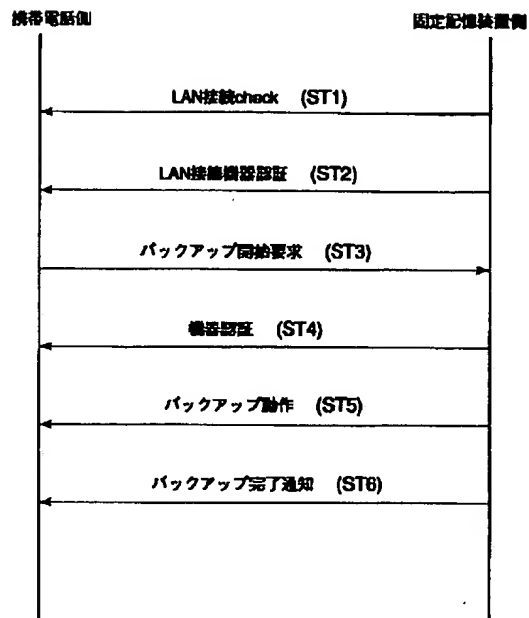 携帯電話側
固定記憶装置側
LAN接続check (ST1)
LAN接続機器認証 (ST2)
バックアップ開始要求 (ST3)
機器認証 (ST4)
バックアップ動作 (ST5)
バックアップ完了通知 (ST6)